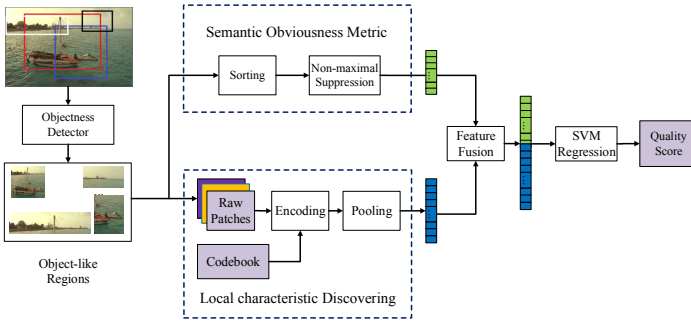 Semantic Obviousness Metric
Sorting
Non-maximal
Suppression
Objectness
Detector
Feature
Fusion
SVM
Regression
Quality
Score
Raw
Patches
Encoding
Pooling
Codebook
Object-like
Regions
Local characteristic Discovering